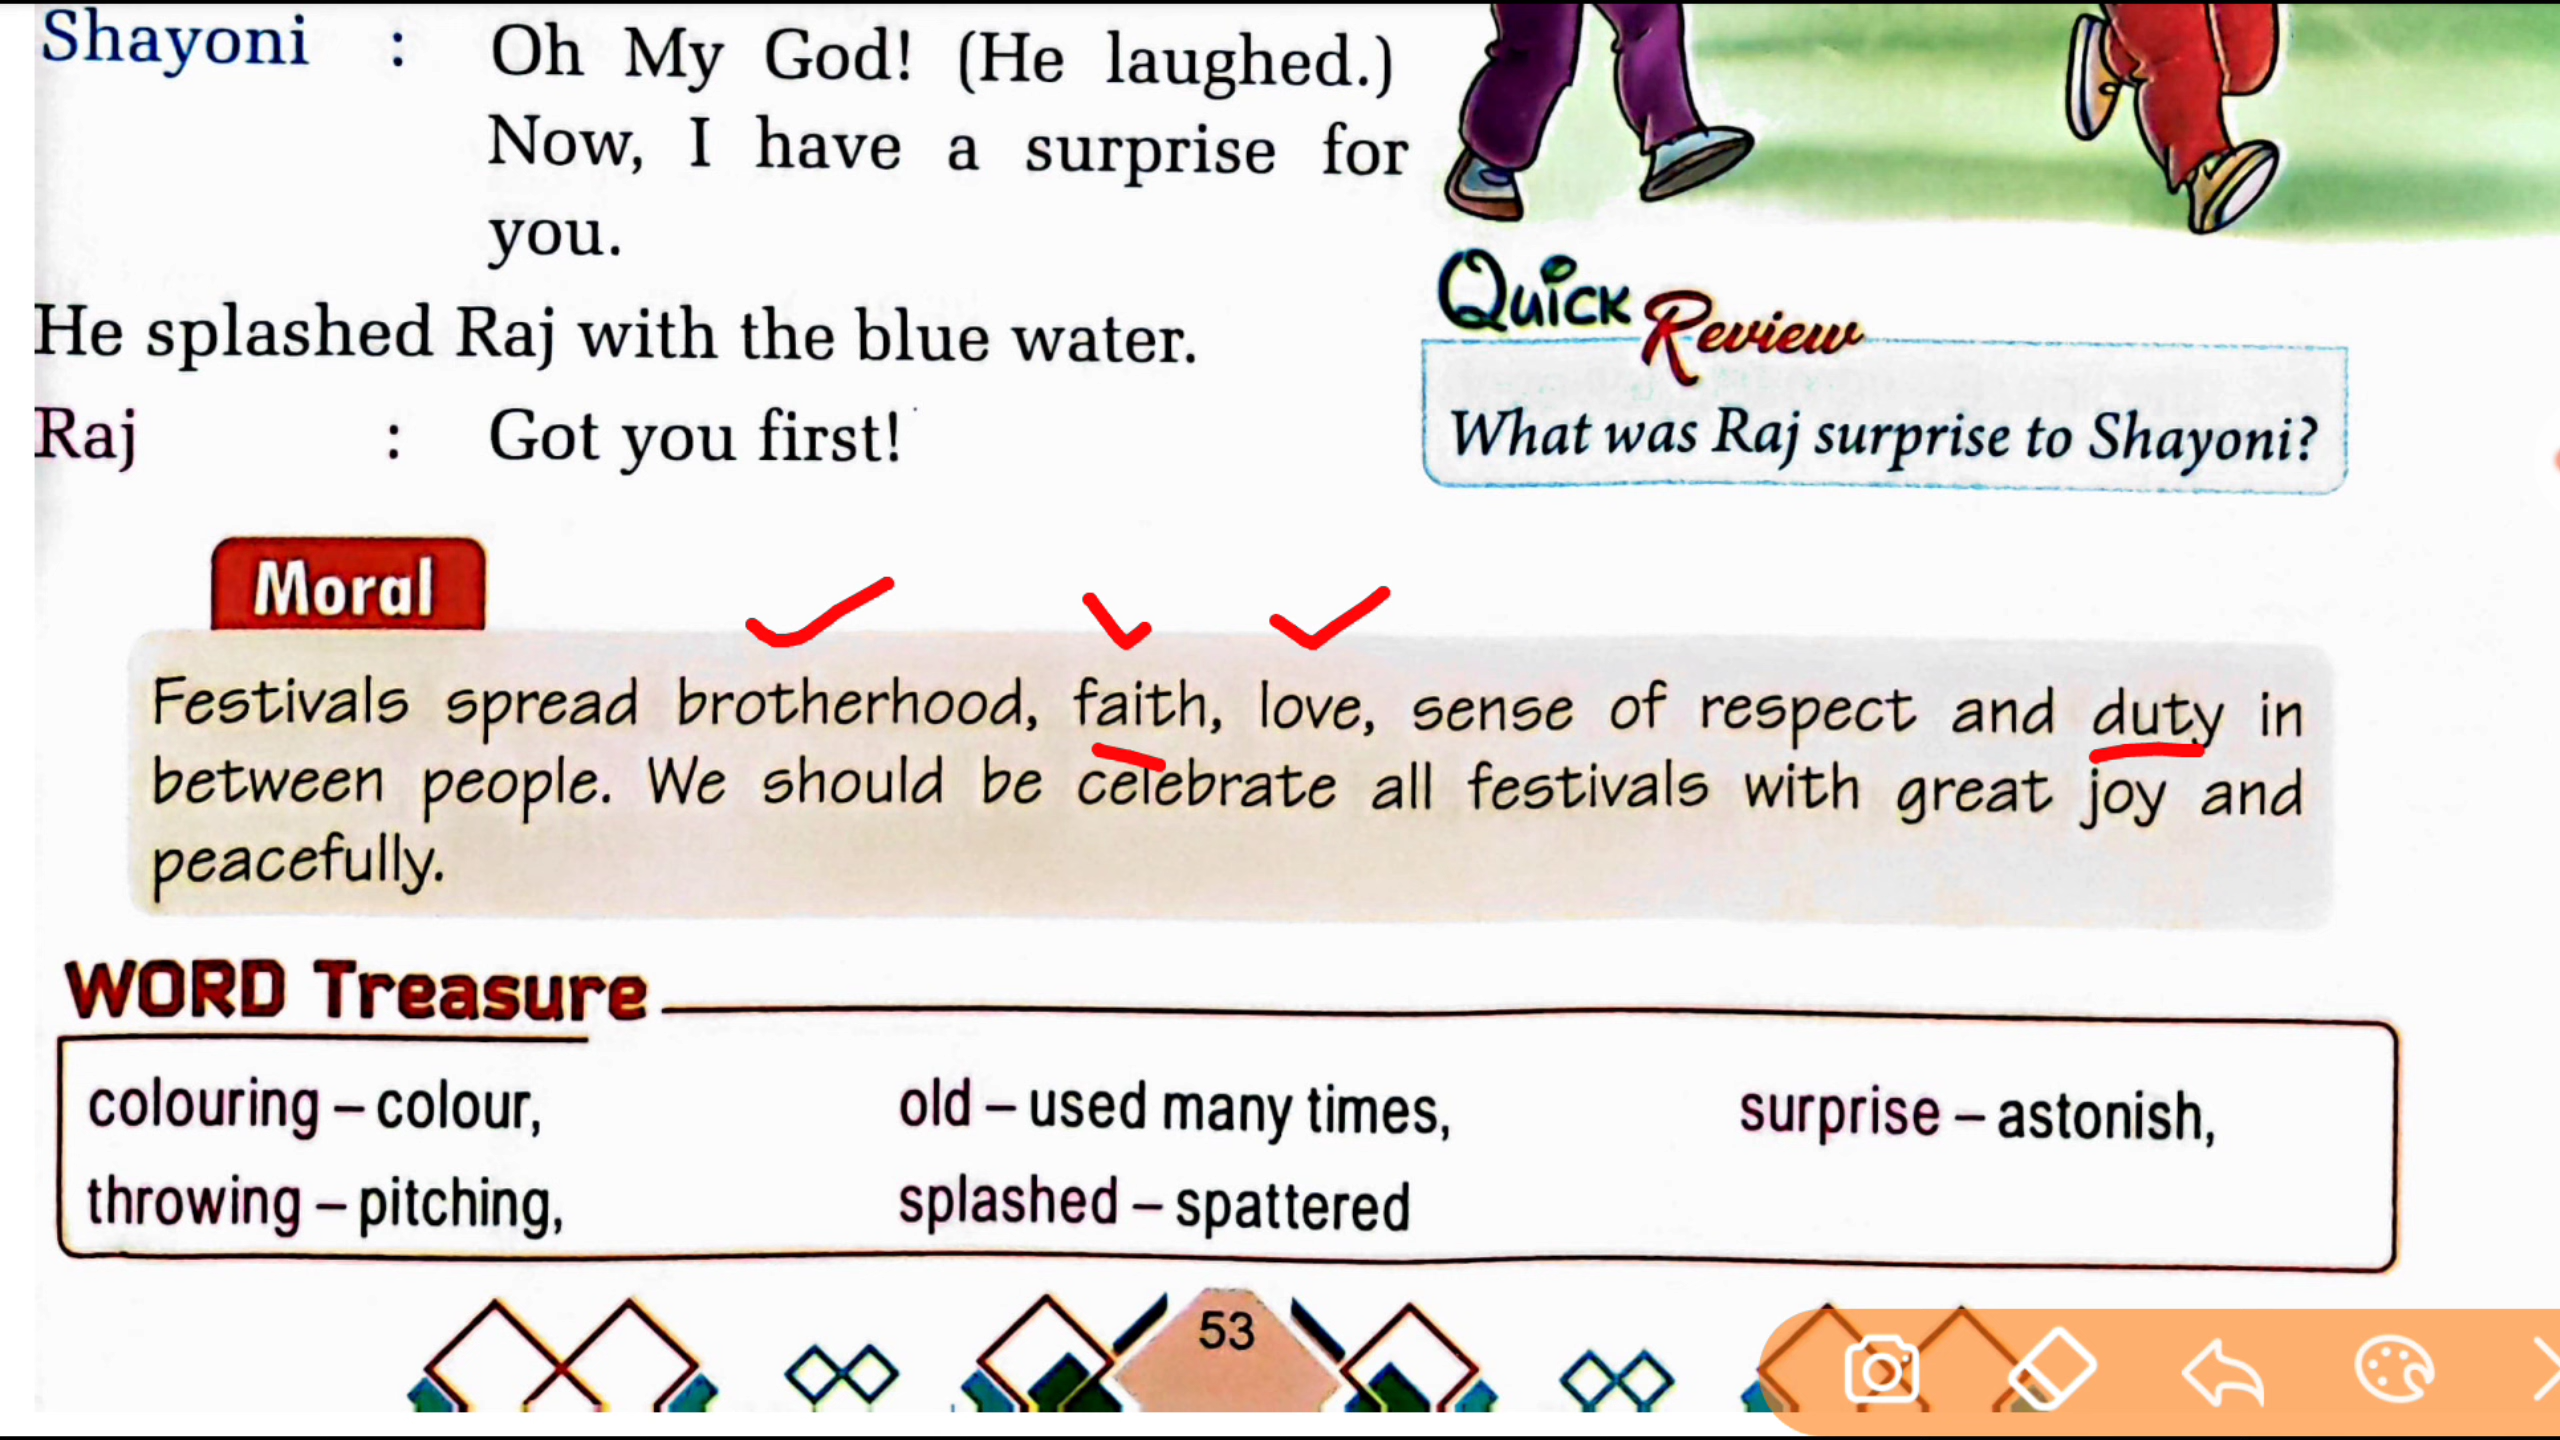 Shayoni : Oh My God! (He laughed.)
Now, I have a surprise for
you.
He splashed Raj with the blue water.
Raj : Got you first!
Quick Review
What was Raj surprise to Shayoni?
Moral
Festivals spread brotherhood, faith, love, sense of respect and duty in
between people. We should be celebrate all festivals with great joy and
peacefully.
WORD Treasure
colouring – colour, old – used many times, surprise – astonish,
throwing – pitching, splashed – spattered
53